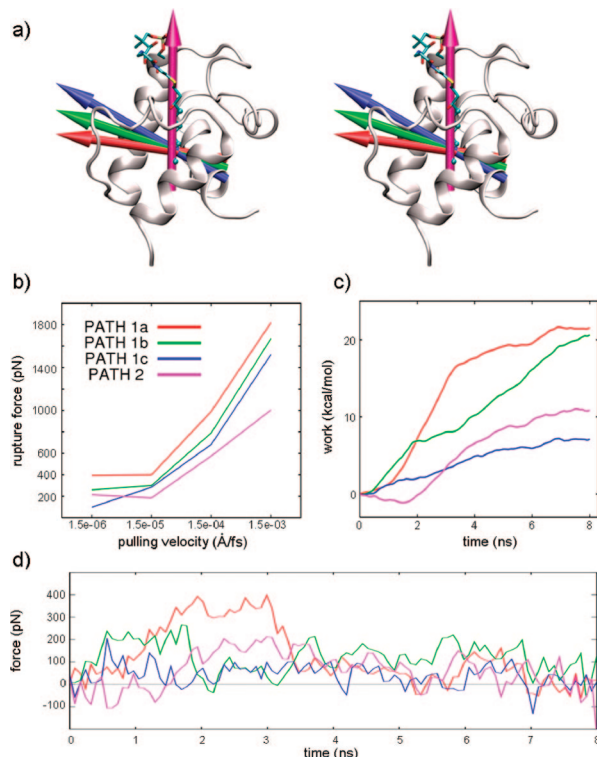 a)
b)
PATH 1a
PATH 1b
PATH 1c
PATH 2
1800
1400
1000
600
400
200
rupture force (pN)
1.5e-06
1.5e-05
1.5e-04
1.5e-03
pulling velocity (Å/fs)
c)
work (kcal/mol)
20
10
0
2
4
6
8
time (ns)
d)
force (pN)
400
300
200
100
0
-100
0
1
2
3
4
5
6
7
8
time (ns)